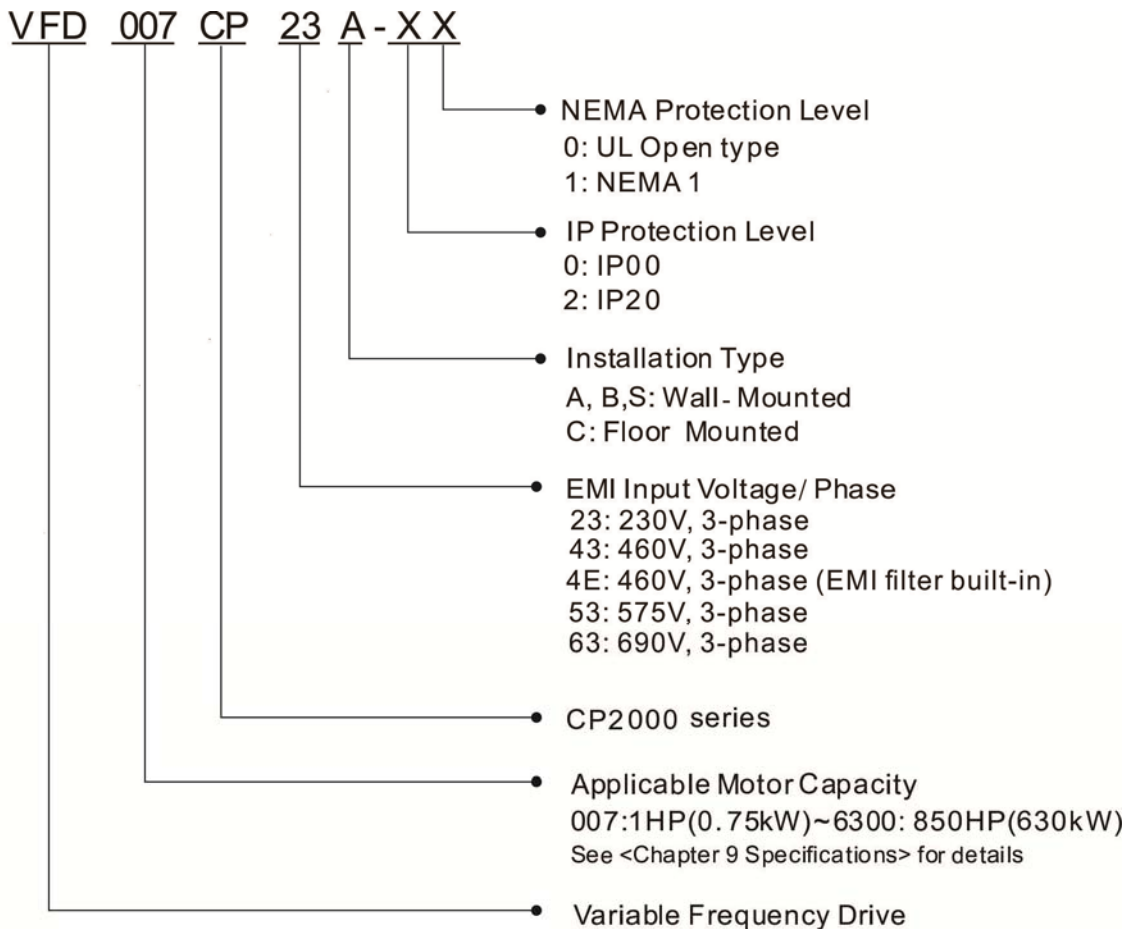 VFD 007 CP 23 A - X X
NEMA Protection Level
0: UL Open type
1: NEMA 1
IP Protection Level
0: IP00
2: IP20
Installation Type
A, B,S: Wall- Mounted
C: Floor Mounted
EMI Input Voltage/ Phase
23: 230V, 3-phase
43: 460V, 3-phase
4E: 460V, 3-phase (EMI filter built-in)
53: 575V, 3-phase
63: 690V, 3-phase
CP2000 series
Applicable Motor Capacity
007:1HP(0.75kW)~6300: 850HP(630kW)
See <Chapter 9 Specifications> for details
Variable Frequency Drive